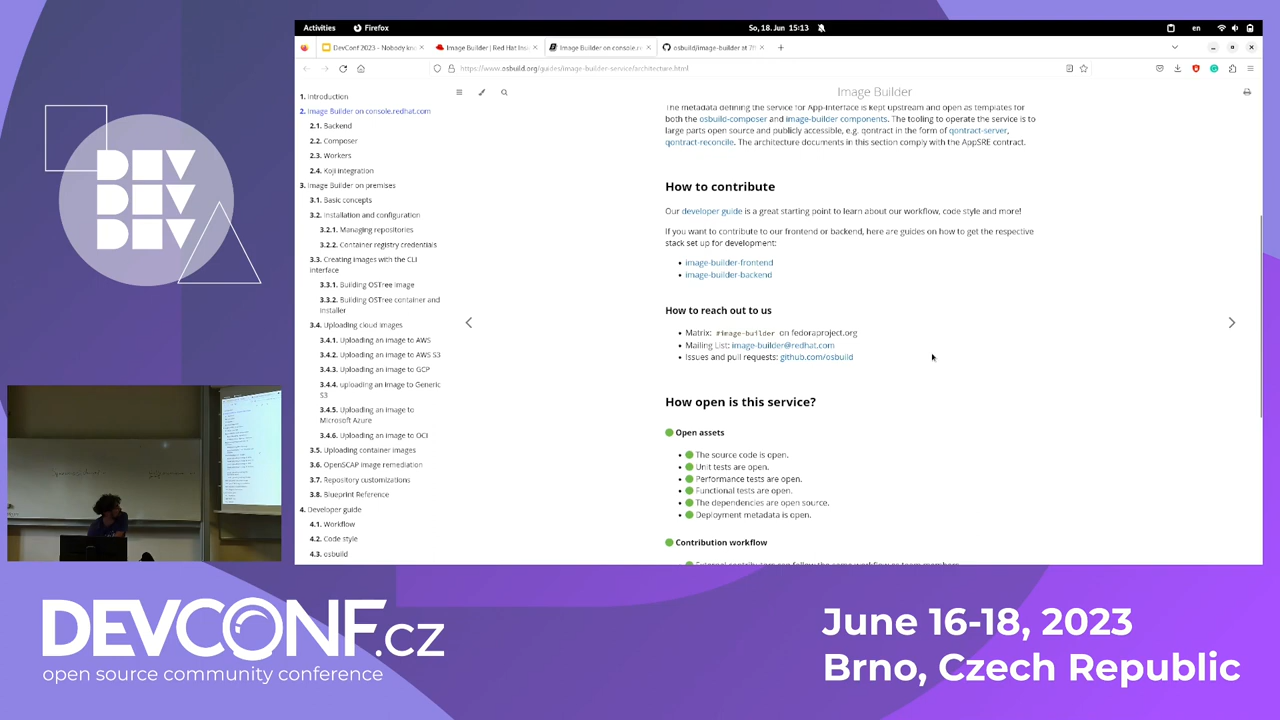 Activities
Firefox
So, 18. Jun 15:13
en
DevConf 2023 - Nobody kno
Image Builder | Red Hat Insi
Image Builder on console.re
osbuild/image-builder at 7f
https://www.osbuild.org/guides/image-builder-service/architecture.html
Image Builder
1. Introduction
2. Image Builder on console.redhat.com
2.1. Backend
2.2. Composer
2.3. Workers
2.4. Koji integration
3. Image Builder on premises
3.1. Basic concepts
3.2. Installation and configuration
3.2.1. Managing repositories
3.2.2. Container registry credentials
3.3. Creating images with the CLI
interface
3.3.1. Building OSTree image
3.3.2. Building OSTree container and
installer
3.4. Uploading cloud images
3.4.1. Uploading an image to AWS
3.4.2. Uploading an image to AWS S3
3.4.3. Uploading an image to GCP
3.4.4. uploading an image to Generic
S3
3.4.5. Uploading an image to
Microsoft Azure
3.4.6. Uploading an image to OCI
3.5. Uploading container images
3.6. OpenSCAP image remediation
3.7. Repository customizations
3.8. Blueprint Reference
4. Developer guide
4.1. Workflow
4.2. Code style
4.3. osbuild
The metadata defining the service for App-Interface is kept upstream and open as templates for
both the osbuild-composer and image-builder components. The tooling to operate the service is to
large parts open source and publicly accessible, e.g. qontract in the form of qontract-server,
qontract-reconcile. The architecture documents in this section comply with the AppSRE contract.
How to contribute
Our developer guide is a great starting point to learn about our workflow, code style and more!
If you want to contribute to our frontend or backend, here are guides on how to get the respective
stack set up for development:
• image-builder-frontend
• image-builder-backend
How to reach out to us
• Matrix: #image-builder on fedoraproject.org
• Mailing List: image-builder@redhat.com
• Issues and pull requests: github.com/osbuild
How open is this service?
Open assets
• The source code is open.
• Unit tests are open.
• Performance tests are open.
• Functional tests are open.
• The dependencies are open source.
• Deployment metadata is open.
Contribution workflow
• External contributors can follow the same workflow as team members
DEV
DEV
DEV
DEVCONF.cz
open source community conference
June 16-18, 2023
Brno, Czech Republic